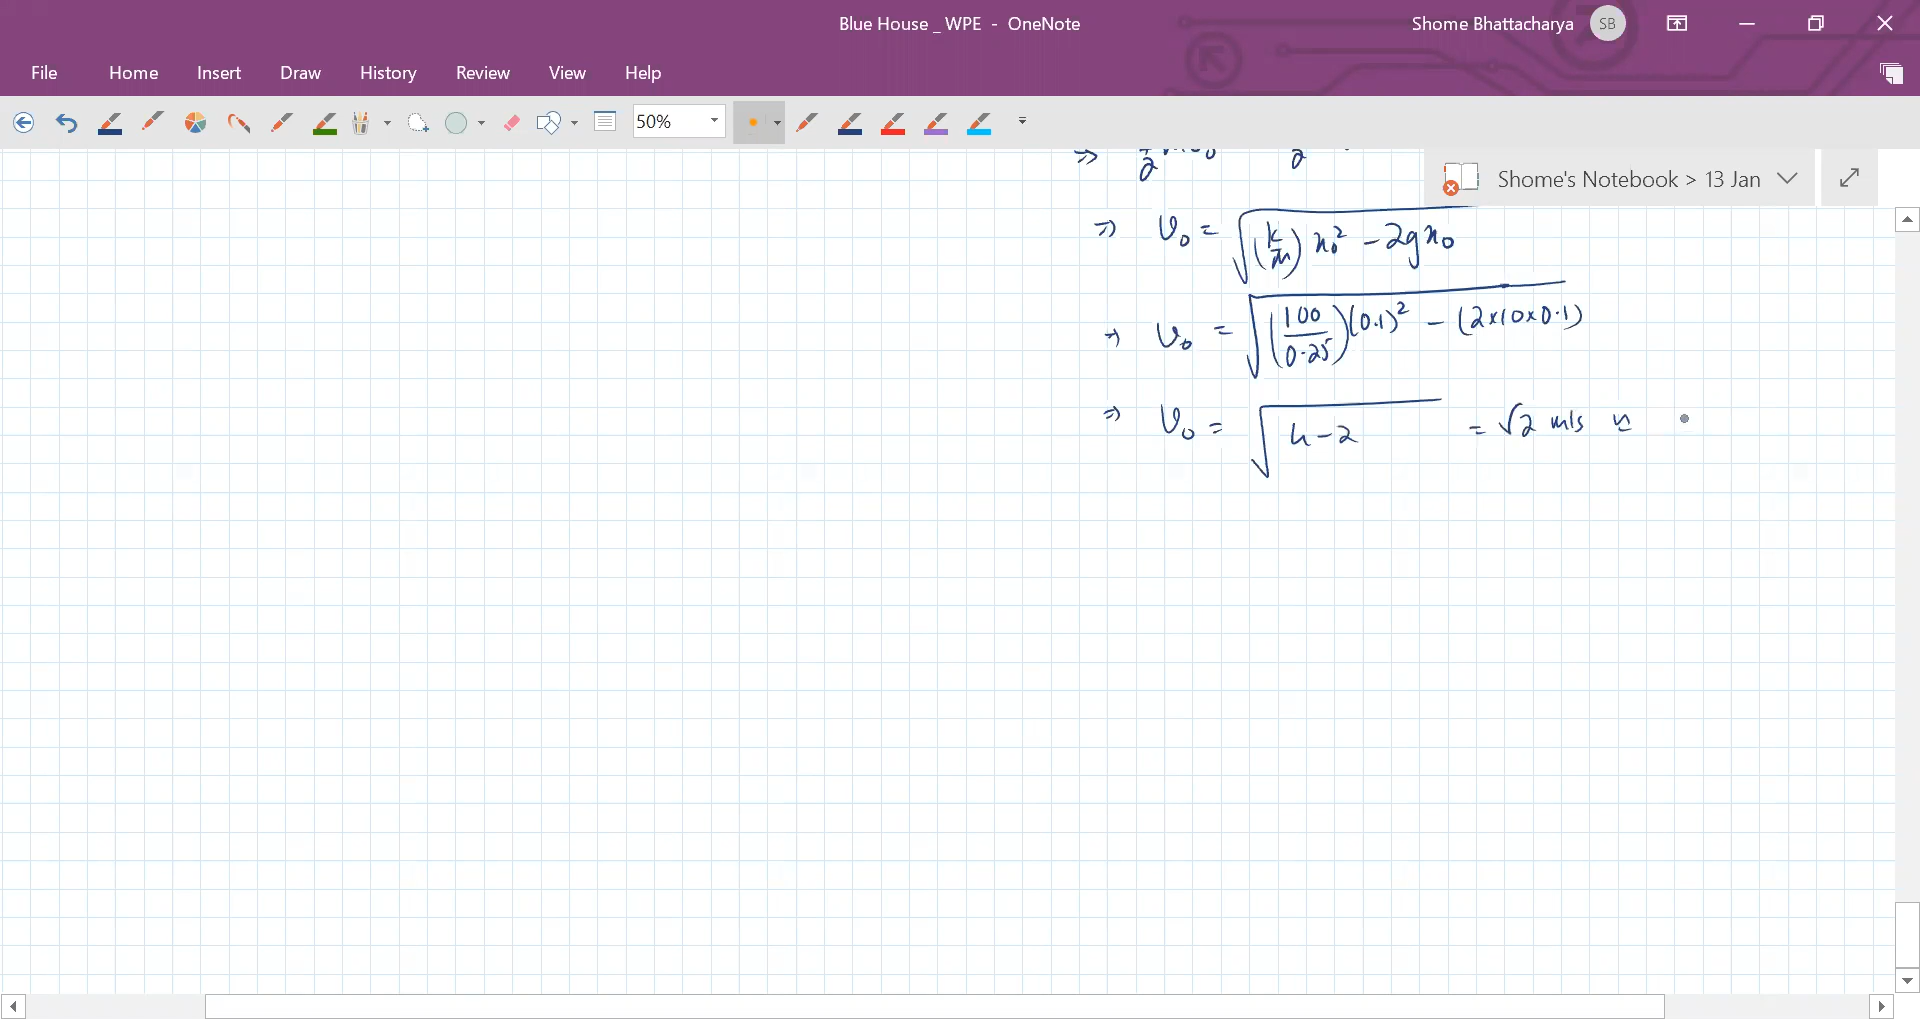 Blue House _ WPE - OneNote
Shome Bhattacharya SB
File Home Insert Draw History Review View Help
50%
Shome's Notebook > 13 Jan
⇒ v₀ = √((k/m) x₀² - 2gx₀)
⇒ v₀ = √((100/0.25)(0.1)² - (2×10×0.1))
⇒ v₀ = √(4-2) = √2 m/s